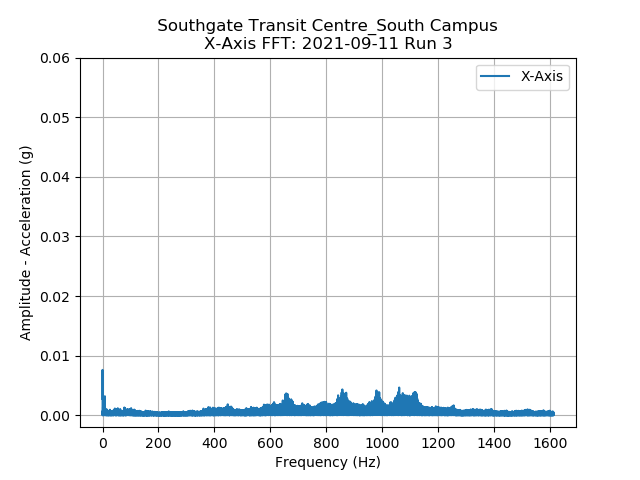 Southgate Transit Centre_South Campus
X-Axis FFT: 2021-09-11 Run 3
X-Axis
0.06
0.05
0.04
0.03
0.02
0.01
0.00
Amplitude - Acceleration (g)
0 200 400 600 800 1000 1200 1400 1600
Frequency (Hz)